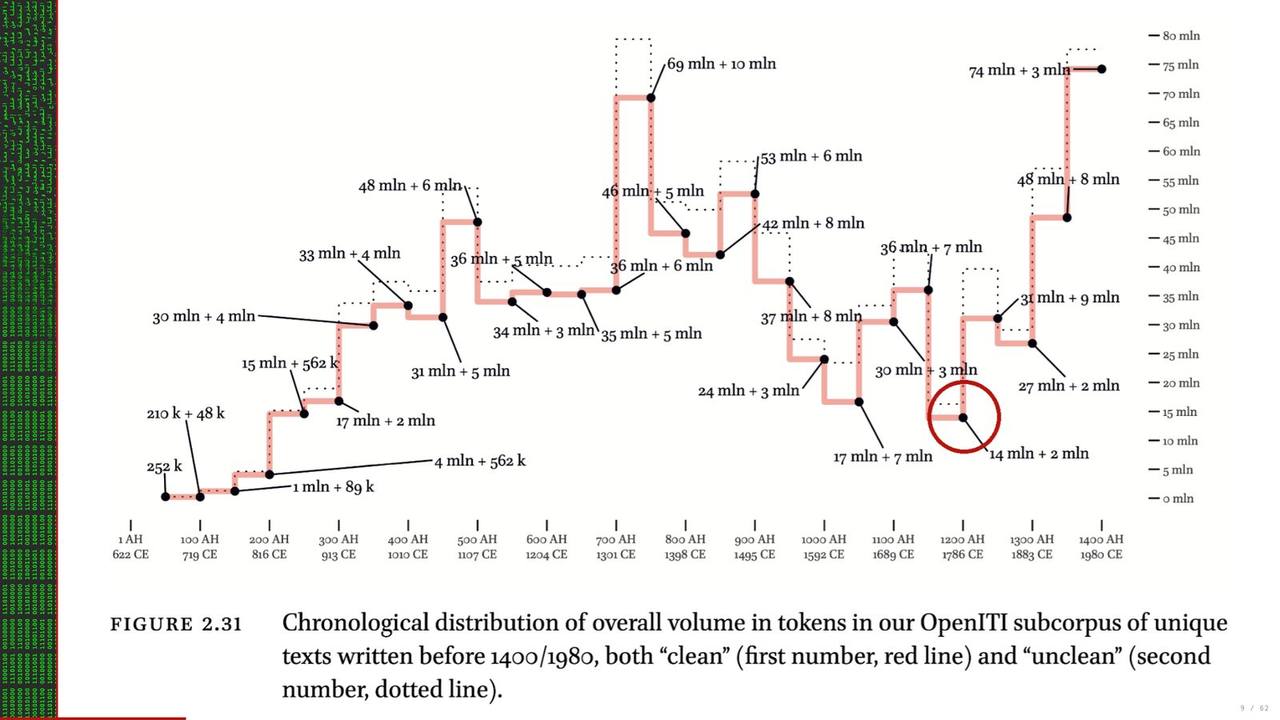 80 mln
75 mln
70 mln
65 mln
60 mln
55 mln
50 mln
45 mln
40 mln
35 mln
30 mln
25 mln
20 mln
15 mln
10 mln
5 mln
0 mln
252 k
210 k + 48 k
1 mln + 89 k
4 mln + 562 k
15 mln + 562 k
17 mln + 2 mln
30 mln + 4 mln
33 mln + 4 mln
31 mln + 5 mln
48 mln + 6 mln
34 mln + 3 mln
36 mln + 5 mln
35 mln + 5 mln
36 mln + 6 mln
69 mln + 10 mln
46 mln + 5 mln
42 mln + 8 mln
53 mln + 6 mln
37 mln + 8 mln
24 mln + 3 mln
17 mln + 7 mln
30 mln + 3 mln
36 mln + 7 mln
14 mln + 2 mln
31 mln + 9 mln
27 mln + 2 mln
48 mln + 8 mln
74 mln + 3 mln
1 AH 100 AH 200 AH 300 AH 400 AH 500 AH 600 AH 700 AH 800 AH 900 AH 1000 AH 1100 AH 1200 AH 1300 AH 1400 AH
622 CE 719 CE 816 CE 913 CE 1010 CE 1107 CE 1204 CE 1301 CE 1398 CE 1495 CE 1592 CE 1689 CE 1786 CE 1883 CE 1980 CE
FIGURE 2.31 Chronological distribution of overall volume in tokens in our OpenITI subcorpus of unique
texts written before 1400/1980, both “clean” (first number, red line) and “unclean” (second
number, dotted line).
9 / 62